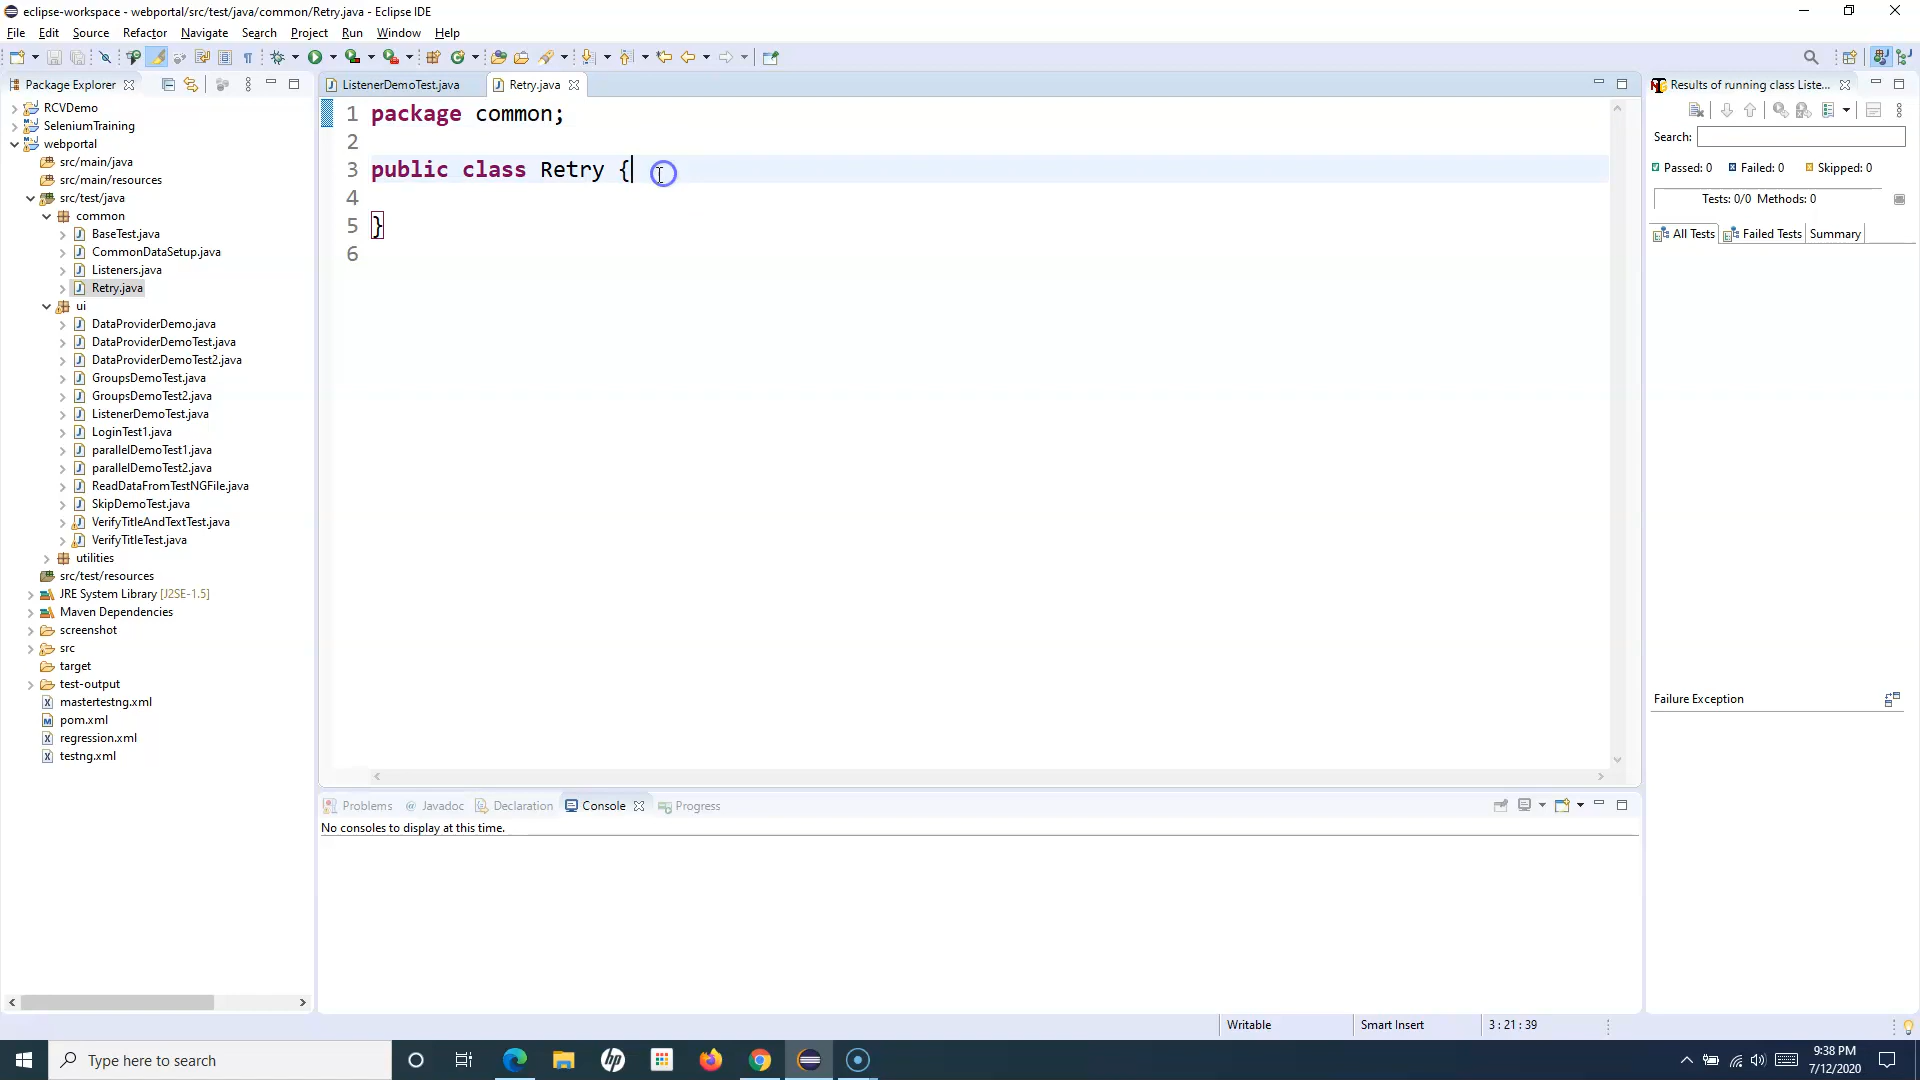 eclipse-workspace - webportal/src/test/java/common/Retry.java - Eclipse IDE
File Edit Source Refactor Navigate Search Project Run Window Help
Package Explorer
RCVDemo
SeleniumTraining
webportal
src/main/java
src/main/resources
src/test/java
common
BaseTest.java
CommonDataSetup.java
Listeners.java
Retry.java
ui
DataProviderDemo.java
DataProviderDemoTest.java
DataProviderDemoTest2.java
GroupsDemoTest.java
GroupsDemoTest2.java
ListenerDemoTest.java
LoginTest1.java
parallelDemoTest1.java
parallelDemoTest2.java
ReadDataFromTestNGFile.java
SkipDemoTest.java
VerifyTitleAndTextTest.java
VerifyTitleTest.java
utilities
src/test/resources
JRE System Library [J2SE-1.5]
Maven Dependencies
screenshot
src
target
test-output
mastertestng.xml
pom.xml
regression.xml
testng.xml
ListenerDemoTest.java Retry.java
1 package common;
2
3 public class Retry {
4
5 }
6
Problems @ Javadoc Declaration Console Progress
No consoles to display at this time.
Results of running class Liste...
Search:
Passed: 0 Failed: 0 Skipped: 0
Tests: 0/0 Methods: 0
All Tests Failed Tests Summary
Failure Exception
Writable Smart Insert 3 : 21 : 39
Type here to search
hp
9:38 PM
7/12/2020